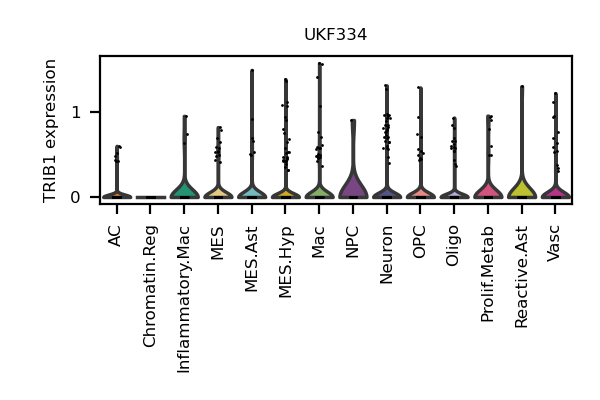 UKF334
TRIB1 expression
1
0
AC
Chromatin.Reg
Inflammatory.Mac
MES
MES.Ast
MES.Hyp
Mac
NPC
Neuron
OPC
Oligo
Prolif.Metab
Reactive.Ast
Vasc